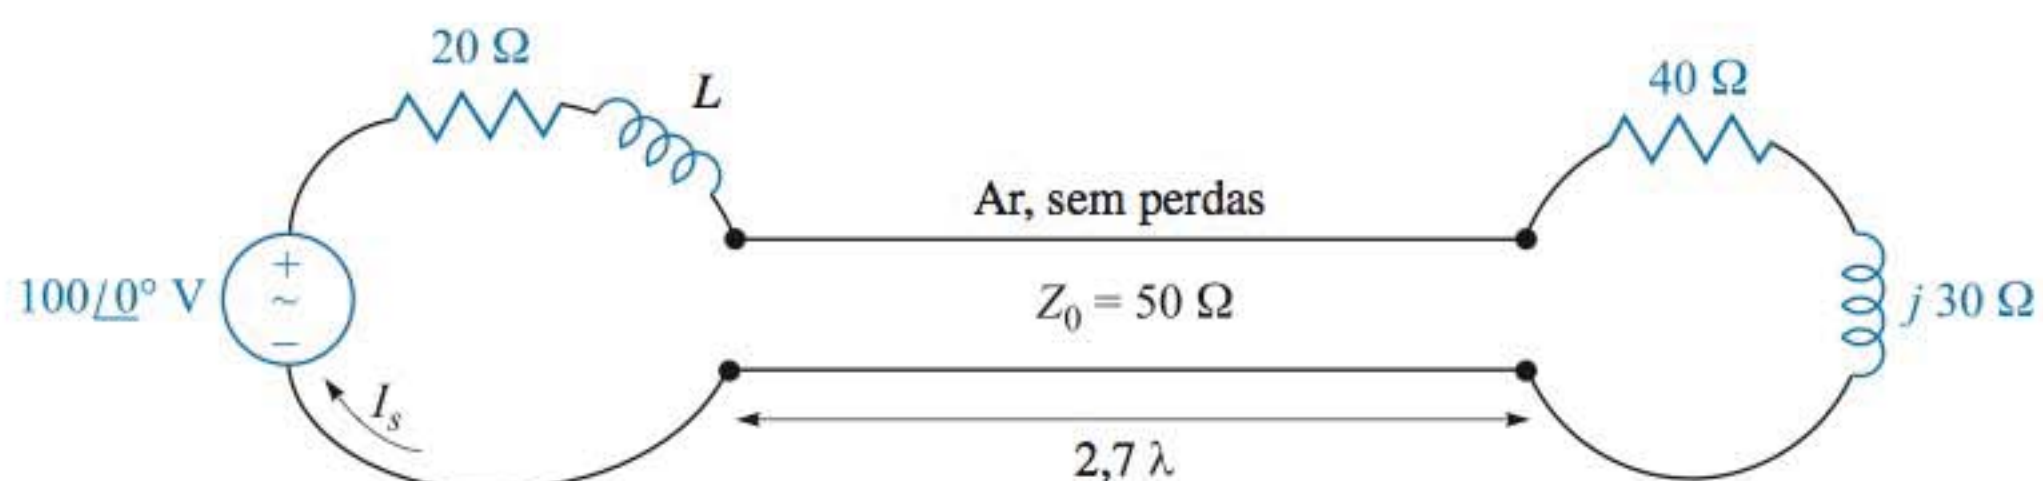 20 Ω
L
40 Ω
Ar, sem perdas
100/0° V
+
~
−
Z₀ = 50 Ω
j 30 Ω
Iₛ
2,7 λ